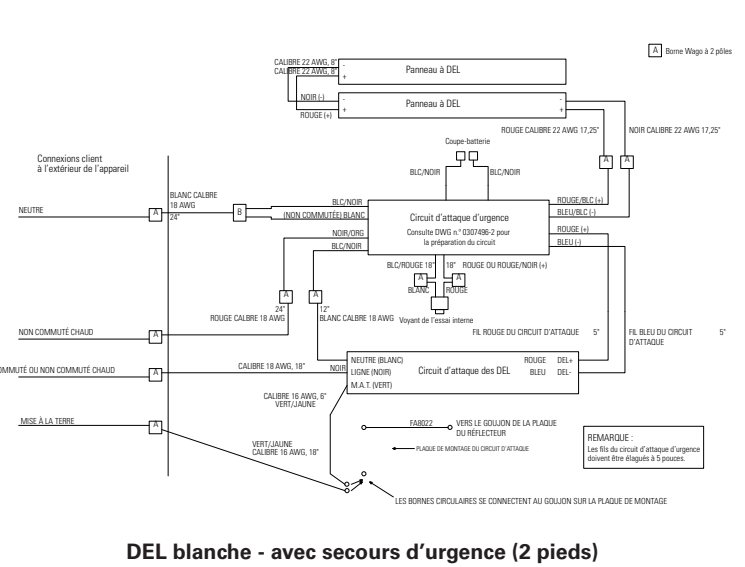 A Borne Wago à 2 pôles
CALIBRE 22 AWG, 8"
CALIBRE 22 AWG, 8"
-
+
Panneau à DEL
NOIR (-)
ROUGE (+)
-
+
Panneau à DEL
-
+
ROUGE CALIBRE 22 AWG 17,25"
NOIR CALIBRE 22 AWG 17,25"
Coupe-batterie
BLC/NOIR
BLC/NOIR
A
A
Connexions client
à l'extérieur de l'appareil
BLANC CALBRE
18 AWG
24"
NEUTRE
A
B
BLC/NOIR
(NON COMMUTÉE) BLANC
NOIR/ORG
BLC/NOIR
Circuit d'attaque d'urgence
Consulte DWG n.° 0307496-2 pour
la préparation du circuit
ROUGE/BLC (+)
BLEU/BLC (-)
ROUGE (+)
BLEU (-)
BLC/ROUGE 18"
18"
ROUGE OU ROUGE/NOIR (+)
A
A
BLANC
ROUGE
Voyant de l'essai interne
A
A
24"
ROUGE CALIBRE 18 AWG
12"
BLANC CALIBRE 18 AWG
NON COMMUTÉ CHAUD
A
FIL ROUGE DU CIRCUIT D'ATTAQUE
5"
FIL BLEU DU CIRCUIT
D'ATTAQUE
5"
OMMUTÉ OU NON COMMUTÉ CHAUD
A
CALIBRE 18 AWG, 18"
NOIR
NEUTRE (BLANC)
LIGNE (NOIR)
M.A.T. (VERT)
Circuit d'attaque des DEL
ROUGE
BLEU
DEL+
DEL-
CALIBRE 16 AWG, 6"
VERT/JAUNE
MISE À LA TERRE
A
VERT/JAUNE
CALIBRE 16 AWG, 18"
FA8022
VERS LE GOUJON DE LA PLAQUE
DU RÉFLECTEUR
PLAQUE DE MONTAGE DU CIRCUIT D'ATTAQUE
REMARQUE :
Les fils du circuit d'attaque d'urgence
doivent être élagués à 5 pouces.
LES BORNES CIRCULAIRES SE CONNECTENT AU GOUJON SUR LA PLAQUE DE MONTAGE
DEL blanche - avec secours d'urgence (2 pieds)